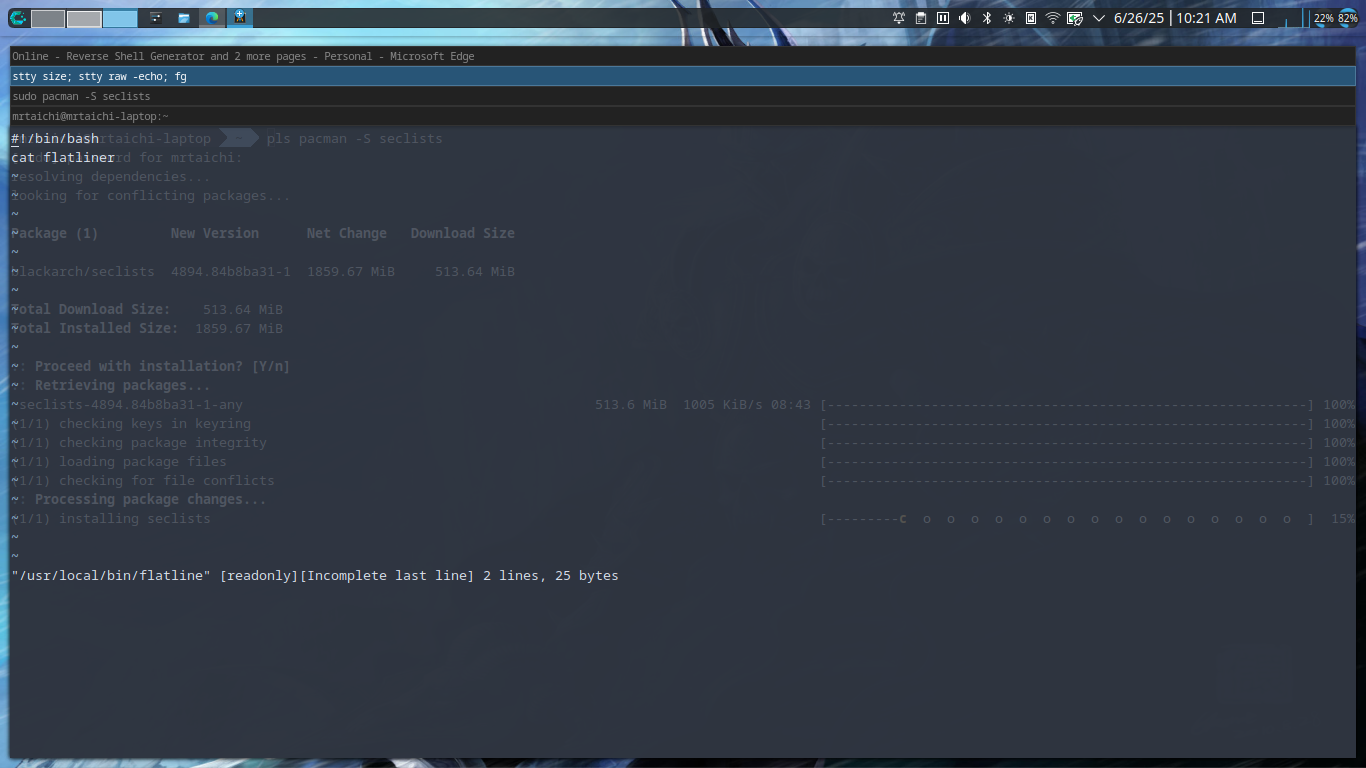 6/26/25
10:21 AM
22% 82%
Online - Reverse Shell Generator and 2 more pages - Personal - Microsoft Edge
stty size; stty raw -echo; fg
sudo pacman -S seclists
mrtaichi@mrtaichi-laptop:~
#!/bin/bash rtaichi-laptop ~ pls pacman -S seclists
cat flatliner rd for mrtaichi:
~ resolving dependencies...
~ looking for conflicting packages...
~
~ Package (1) New Version Net Change Download Size
~
~ blackarch/seclists 4894.84b8ba31-1 1859.67 MiB 513.64 MiB
~
~ Total Download Size: 513.64 MiB
~ Total Installed Size: 1859.67 MiB
~
~ : Proceed with installation? [Y/n]
~ : Retrieving packages...
~ seclists-4894.84b8ba31-1-any 513.6 MiB 1005 KiB/s 08:43 [------------------------------------------------------------] 100%
~ (1/1) checking keys in keyring [------------------------------------------------------------] 100%
~ (1/1) checking package integrity [------------------------------------------------------------] 100%
~ (1/1) loading package files [------------------------------------------------------------] 100%
~ (1/1) checking for file conflicts [------------------------------------------------------------] 100%
~ : Processing package changes...
~ (1/1) installing seclists [---------C o o o o o o o o o o o o o o o o ] 15%
~
~
"/usr/local/bin/flatline" [readonly][Incomplete last line] 2 lines, 25 bytes